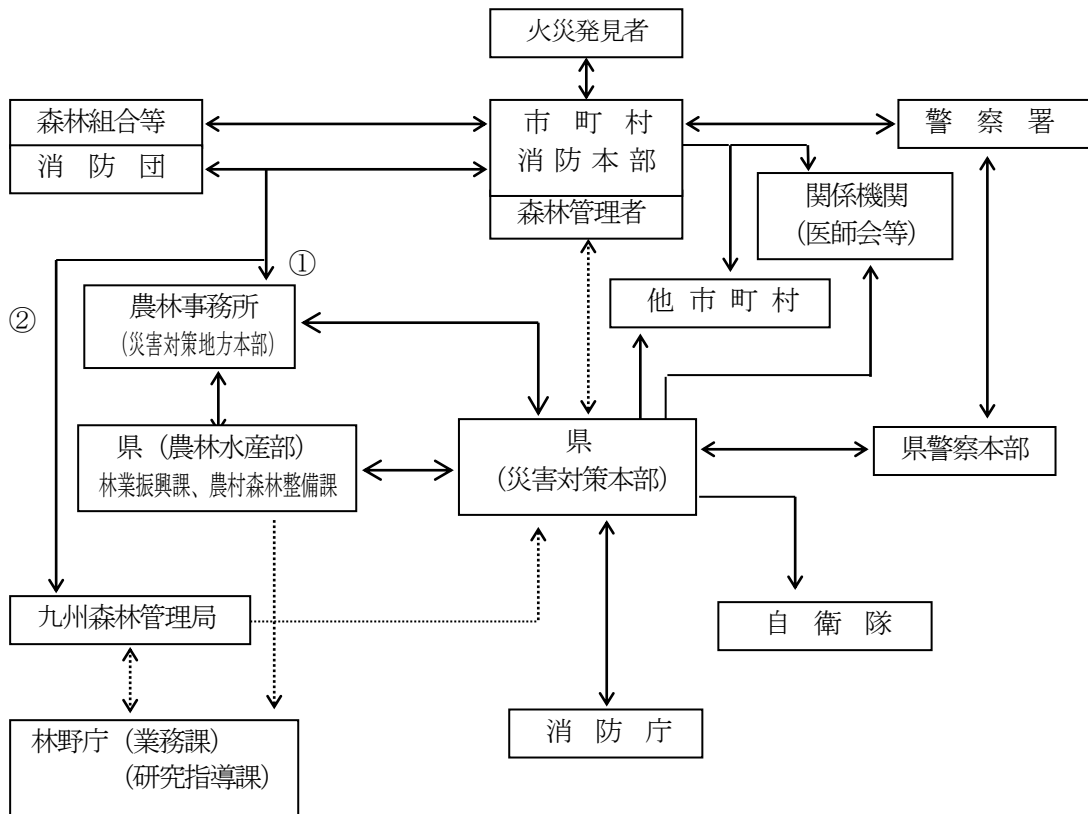 火災発見者
森林組合等
消 防 団
市 町 村
消 防 本 部
森林管理者
警 察 署
関係機関
(医師会等)
①
②
農林事務所
(災害対策地方本部)
他 市 町 村
県(農林水産部)
林業振興課、農村森林整備課
県
(災害対策本部)
県警察本部
九州森林管理局
自 衛 隊
林野庁(業務課)
(研究指導課)
消 防 庁